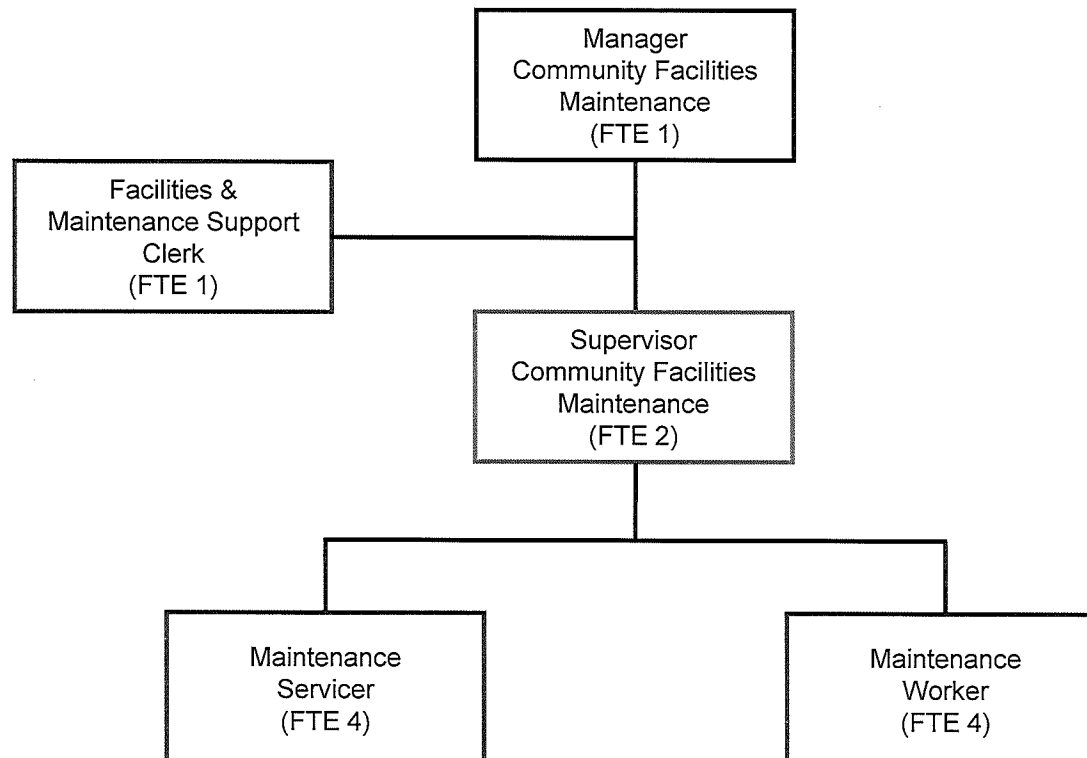 Manager
Community Facilities
Maintenance
(FTE 1)
Facilities &
Maintenance Support
Clerk
(FTE 1)
Supervisor
Community Facilities
Maintenance
(FTE 2)
Maintenance
Servicer
(FTE 4)
Maintenance
Worker
(FTE 4)